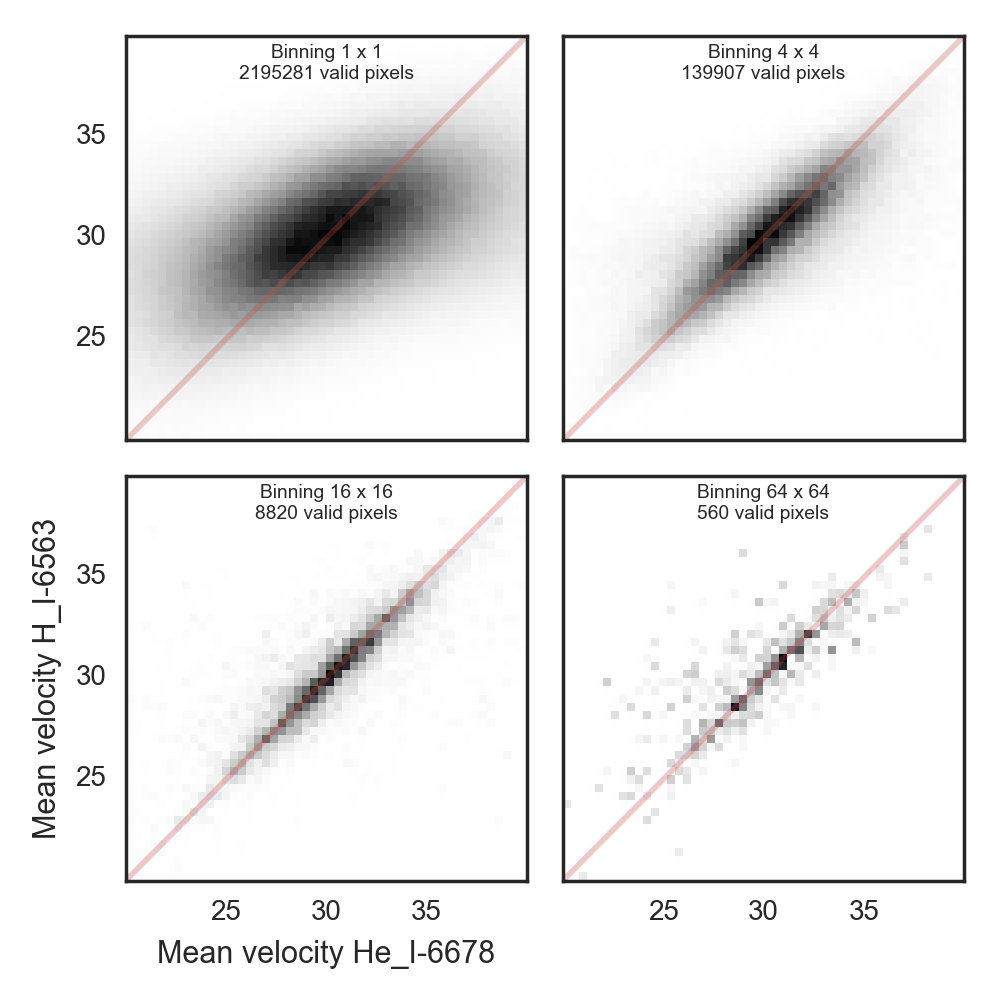 Binning 1 x 1
2195281 valid pixels
Binning 4 x 4
139907 valid pixels
35
30
25
Binning 16 x 16
8820 valid pixels
Binning 64 x 64
560 valid pixels
35
30
25
Mean velocity H_I-6563
25 30 35
25 30 35
Mean velocity He_I-6678